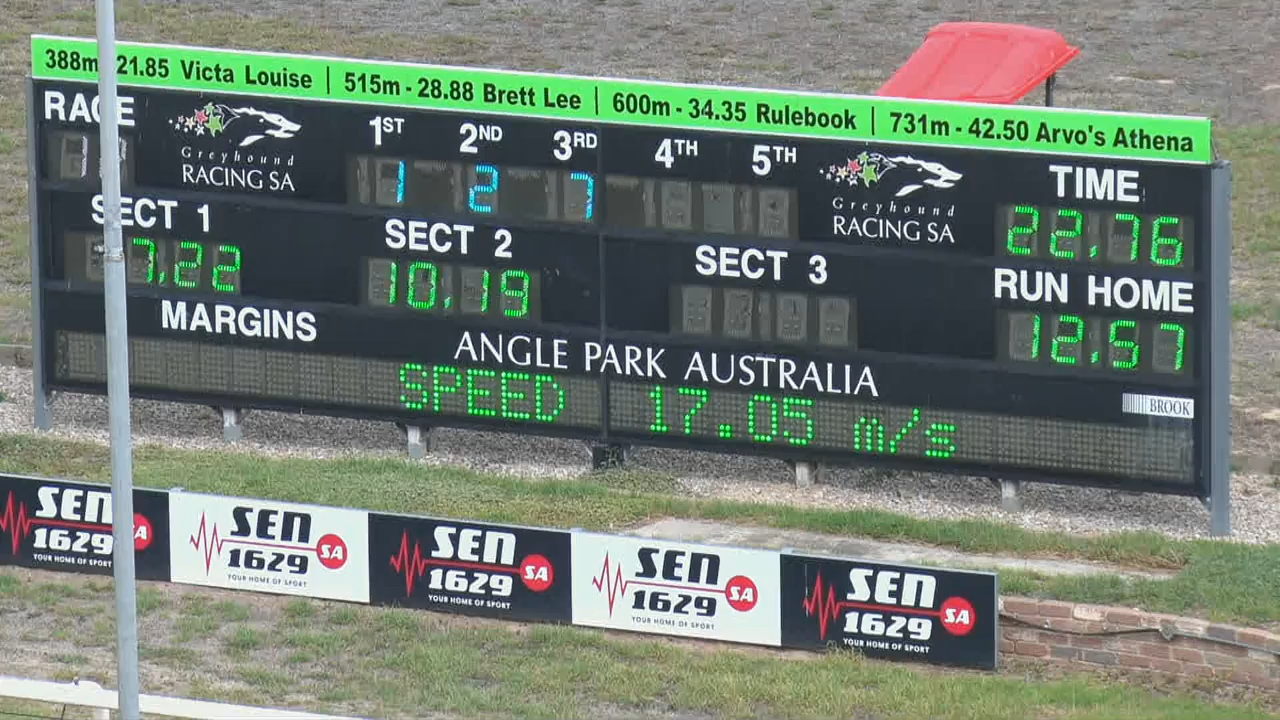 388m 21.85 Victa Louise | 515m - 28.88 Brett Lee | 600m - 34.35 Rulebook | 731m - 42.50 Arvo's Athena
RACE
Greyhound
RACING SA
1ST 2ND 3RD 4TH 5TH
1 2 7
Greyhound
RACING SA
TIME
22.76
SECT 1
7.22
SECT 2
10.19
SECT 3
RUN HOME
12.57
MARGINS
ANGLE PARK AUSTRALIA
SPEED 17.05 m/s
BROOK
SEN
1629
SA
YOUR HOME OF SPORT
SEN
1629
SA
YOUR HOME OF SPORT
SEN
1629
SA
YOUR HOME OF SPORT
SEN
1629
SA
YOUR HOME OF SPORT
SEN
1629
SA
YOUR HOME OF SPORT